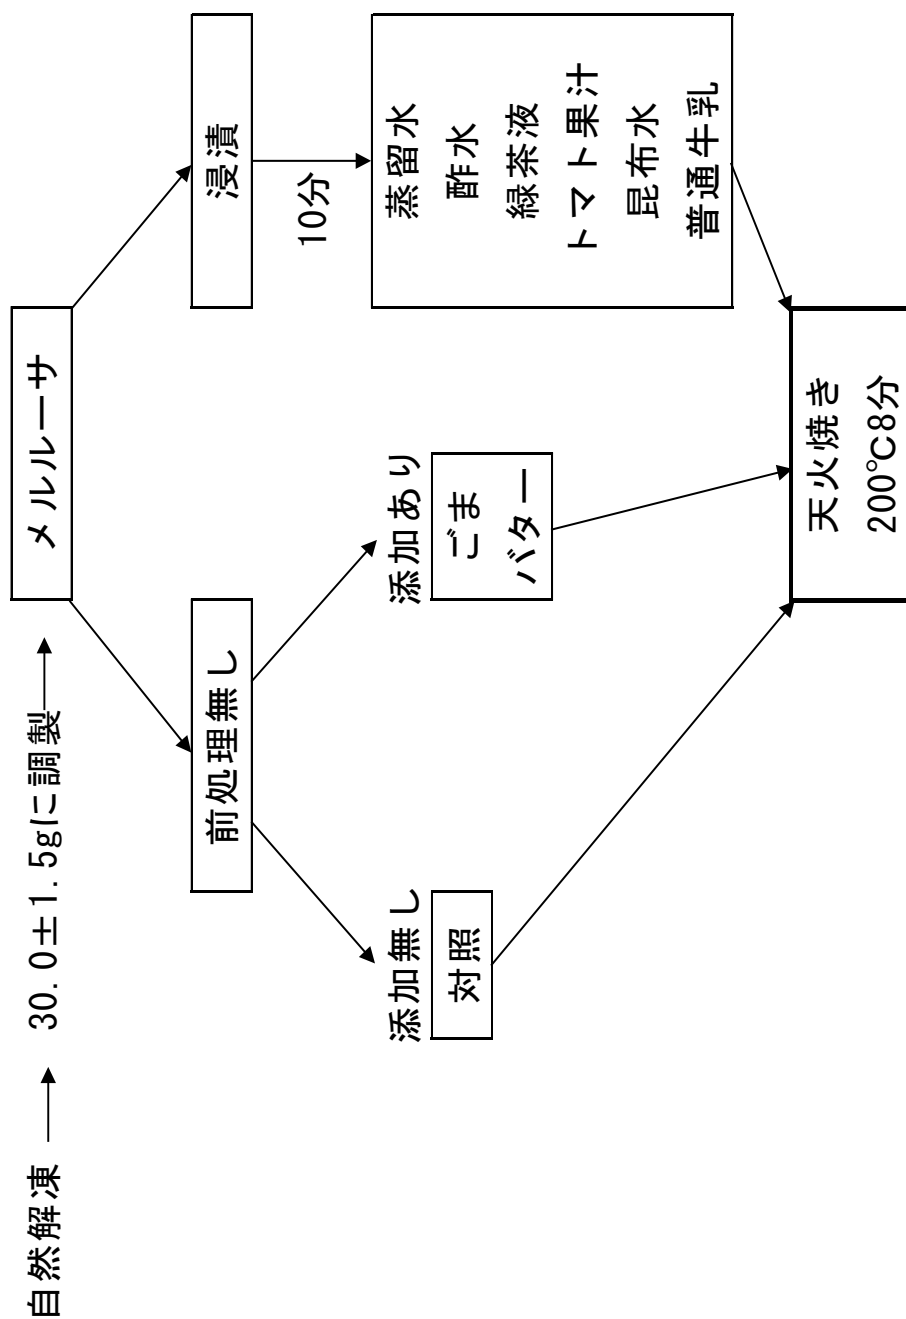 自然解凍
30.0±1.5gに調製
メルルーサ
前処理無し
浸漬
10分
添加無し
対照
添加あり
ごま
バター
蒸留水
酢水
緑茶液
トマト果汁
昆布水
普通牛乳
天火焼き
200℃8分